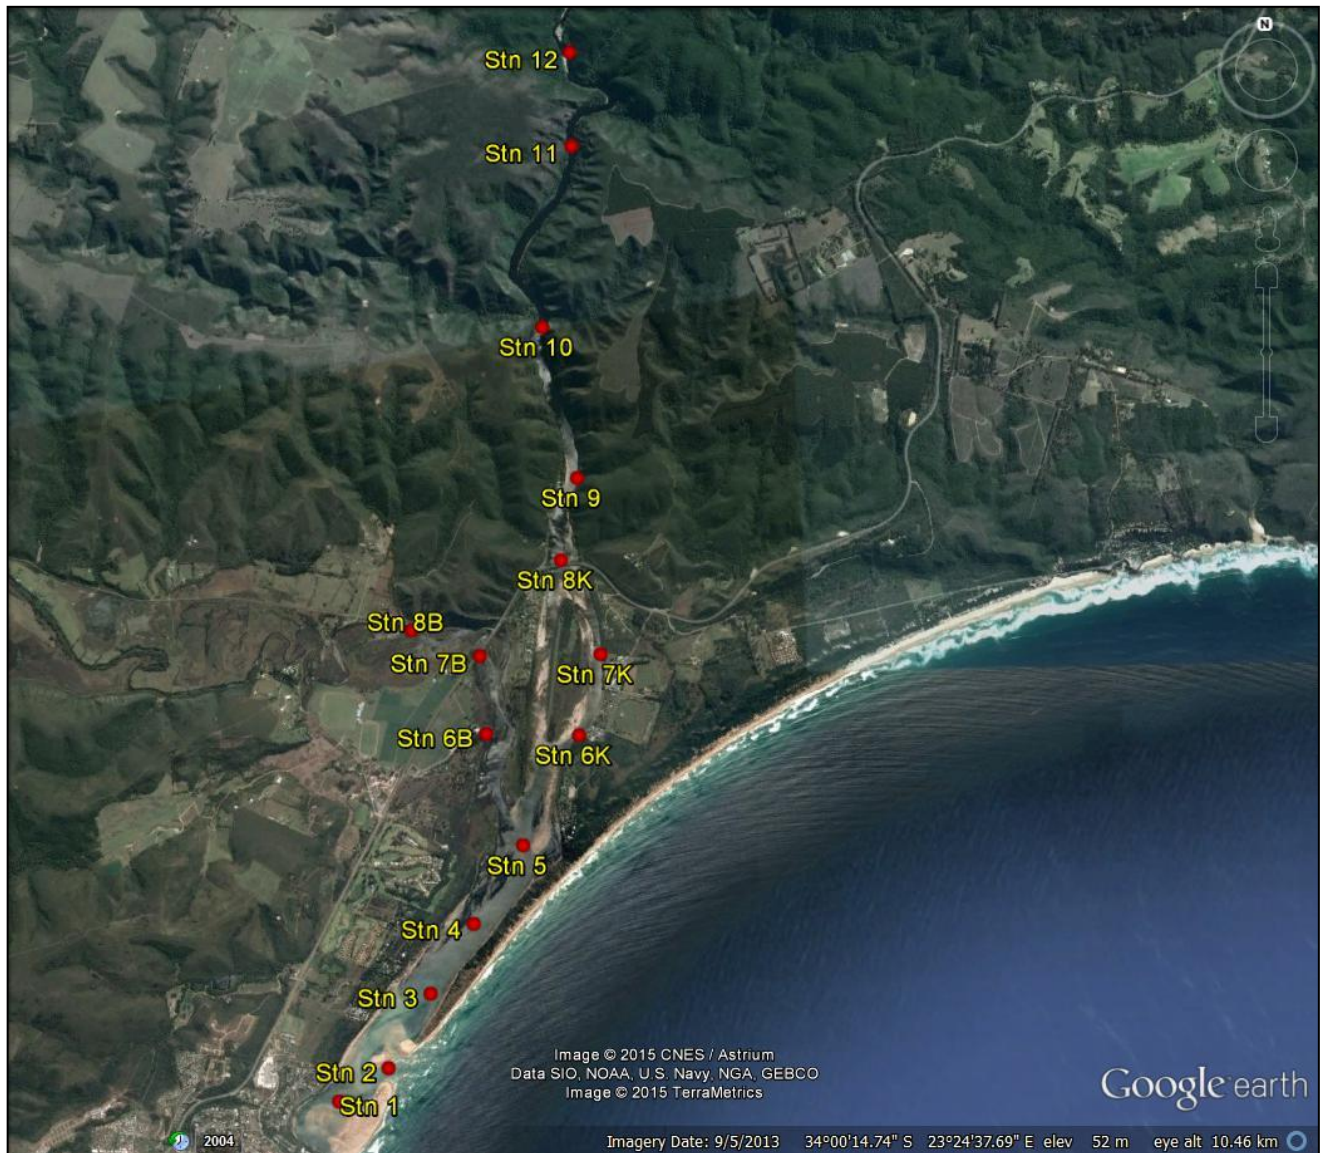 N
Stn 12
Stn 11
Stn 10
Stn 9
Stn 8K
Stn 8B
Stn 7B
Stn 7K
Stn 6B
Stn 6K
Stn 5
Stn 4
Stn 3
Stn 2
Stn 1
Image © 2015 CNES / Astrium
Data SIO, NOAA, U.S. Navy, NGA, GEBCO
Image © 2015 TerraMetrics
Google earth
2004
Imagery Date: 9/5/2013 34°00'14.74" S 23°24'37.69" E elev 52 m eye alt 10.46 km